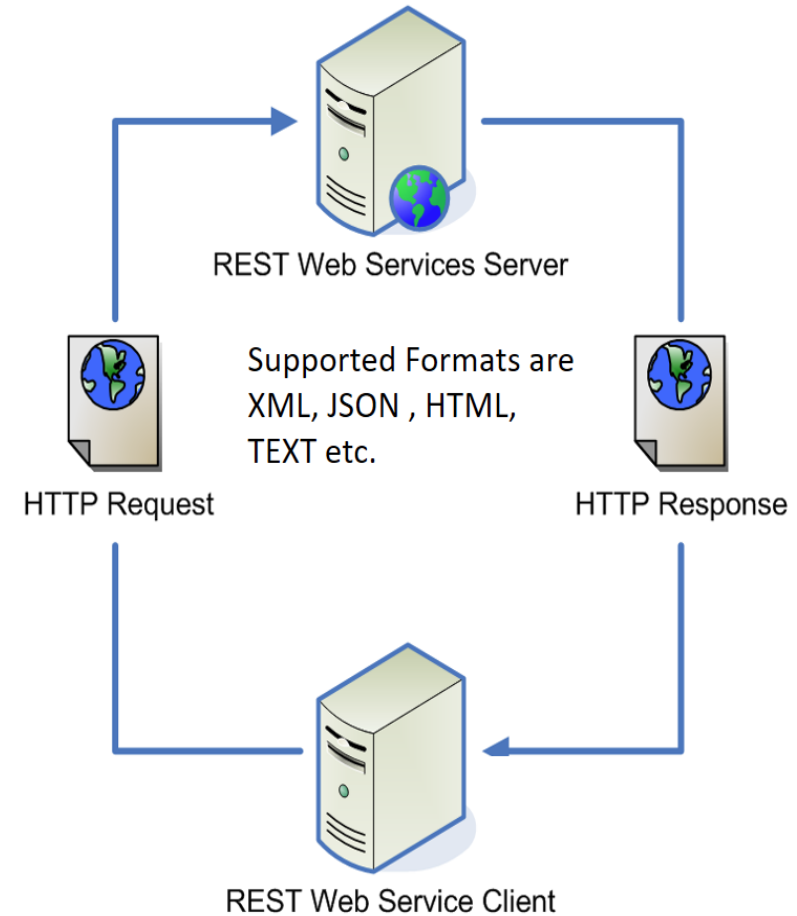 REST Web Services Server
Supported Formats are
XML, JSON , HTML,
TEXT etc.
HTTP Request
HTTP Response
REST Web Service Client